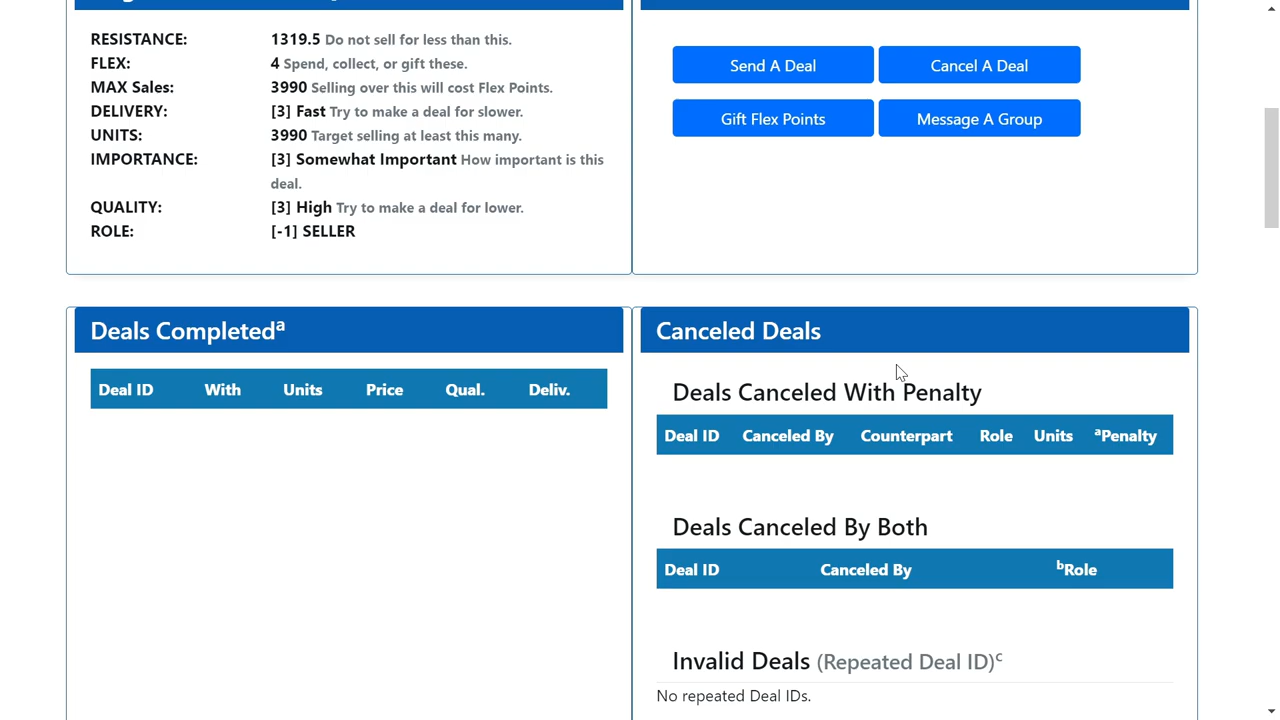 RESISTANCE: 1319.5 Do not sell for less than this.
FLEX: 4 Spend, collect, or gift these.
MAX Sales: 3990 Selling over this will cost Flex Points.
DELIVERY: [3] Fast Try to make a deal for slower.
UNITS: 3990 Target selling at least this many.
IMPORTANCE: [3] Somewhat Important How important is this
deal.
QUALITY: [3] High Try to make a deal for lower.
ROLE: [-1] SELLER
Send A Deal Cancel A Deal
Gift Flex Points Message A Group
Deals Completedᵃ
Deal ID With Units Price Qual. Deliv.
Canceled Deals
Deals Canceled With Penalty
Deal ID Canceled By Counterpart Role Units ᵃPenalty
Deals Canceled By Both
Deal ID Canceled By ᵇRole
Invalid Deals (Repeated Deal ID)ᶜ
No repeated Deal IDs.